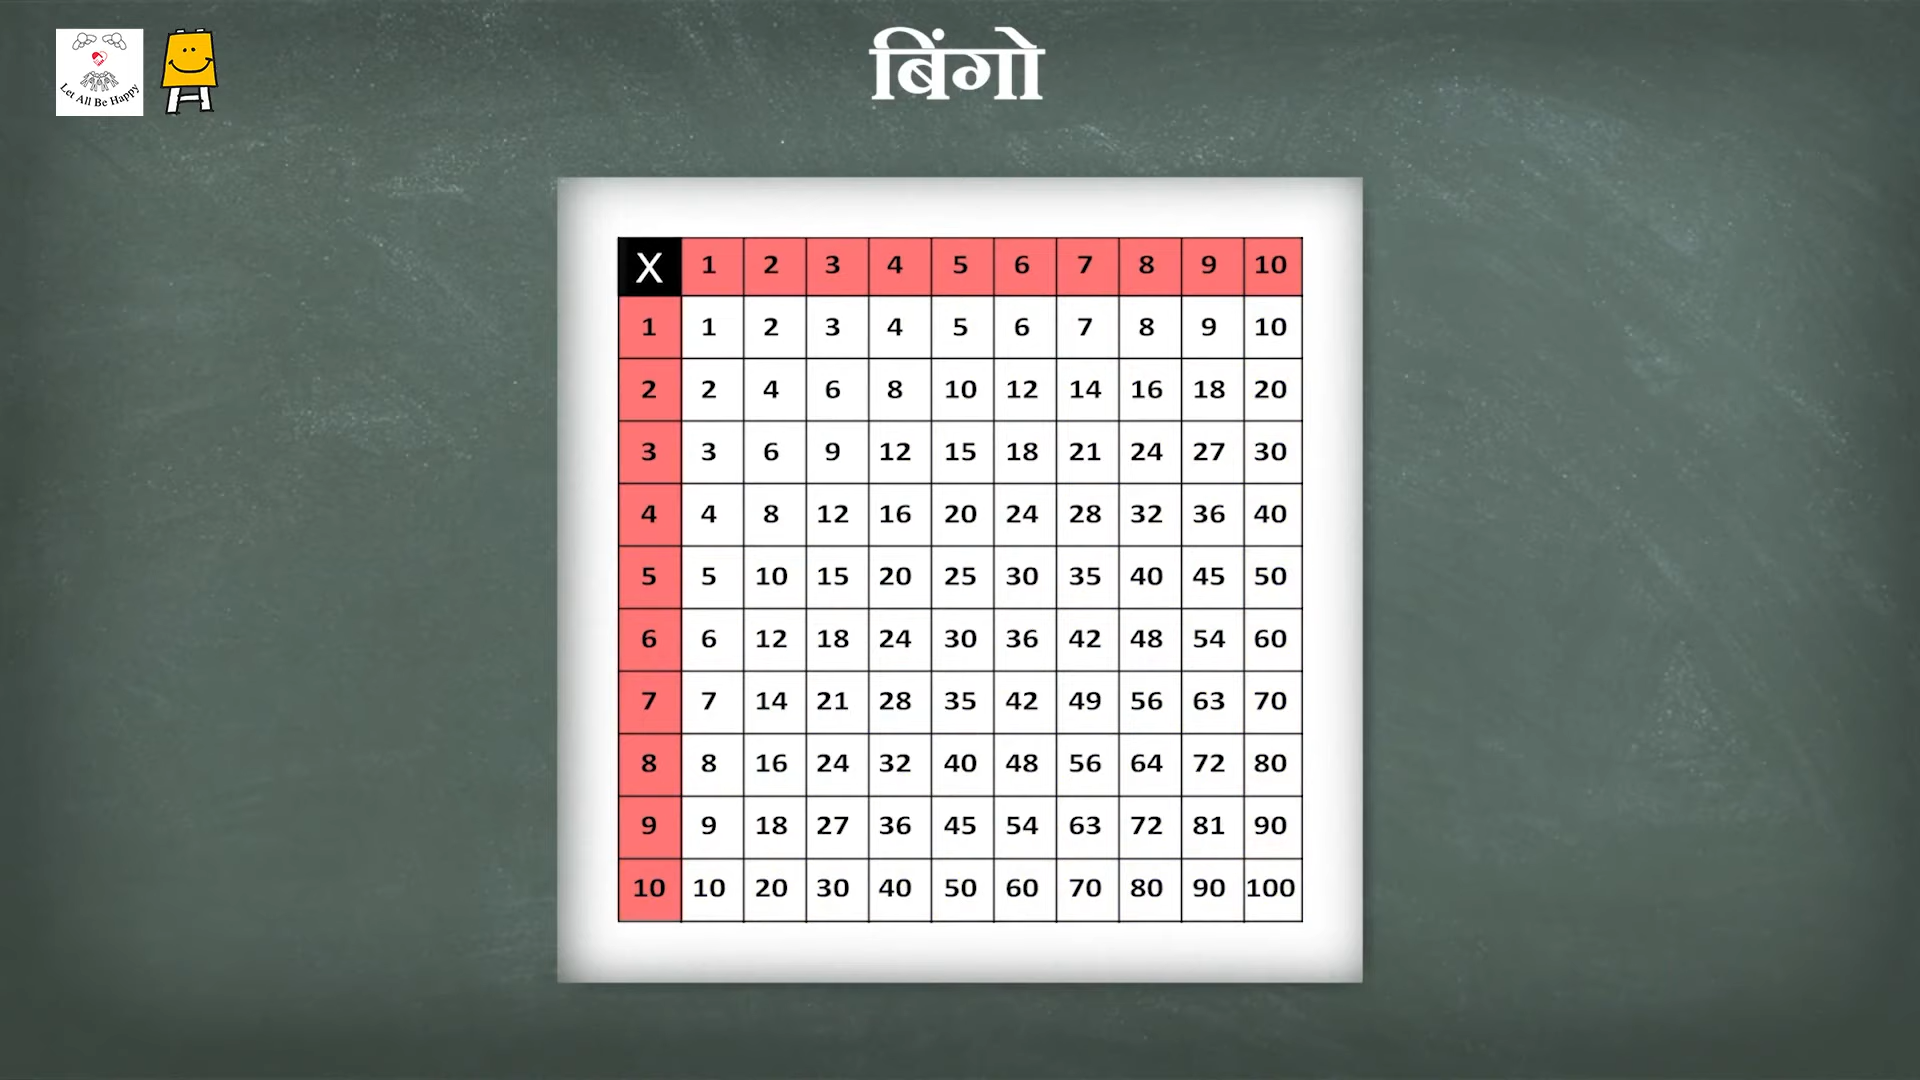 Let All Be Happy
बिंगो
X 1 2 3 4 5 6 7 8 9 10
1 1 2 3 4 5 6 7 8 9 10
2 2 4 6 8 10 12 14 16 18 20
3 3 6 9 12 15 18 21 24 27 30
4 4 8 12 16 20 24 28 32 36 40
5 5 10 15 20 25 30 35 40 45 50
6 6 12 18 24 30 36 42 48 54 60
7 7 14 21 28 35 42 49 56 63 70
8 8 16 24 32 40 48 56 64 72 80
9 9 18 27 36 45 54 63 72 81 90
10 10 20 30 40 50 60 70 80 90 100